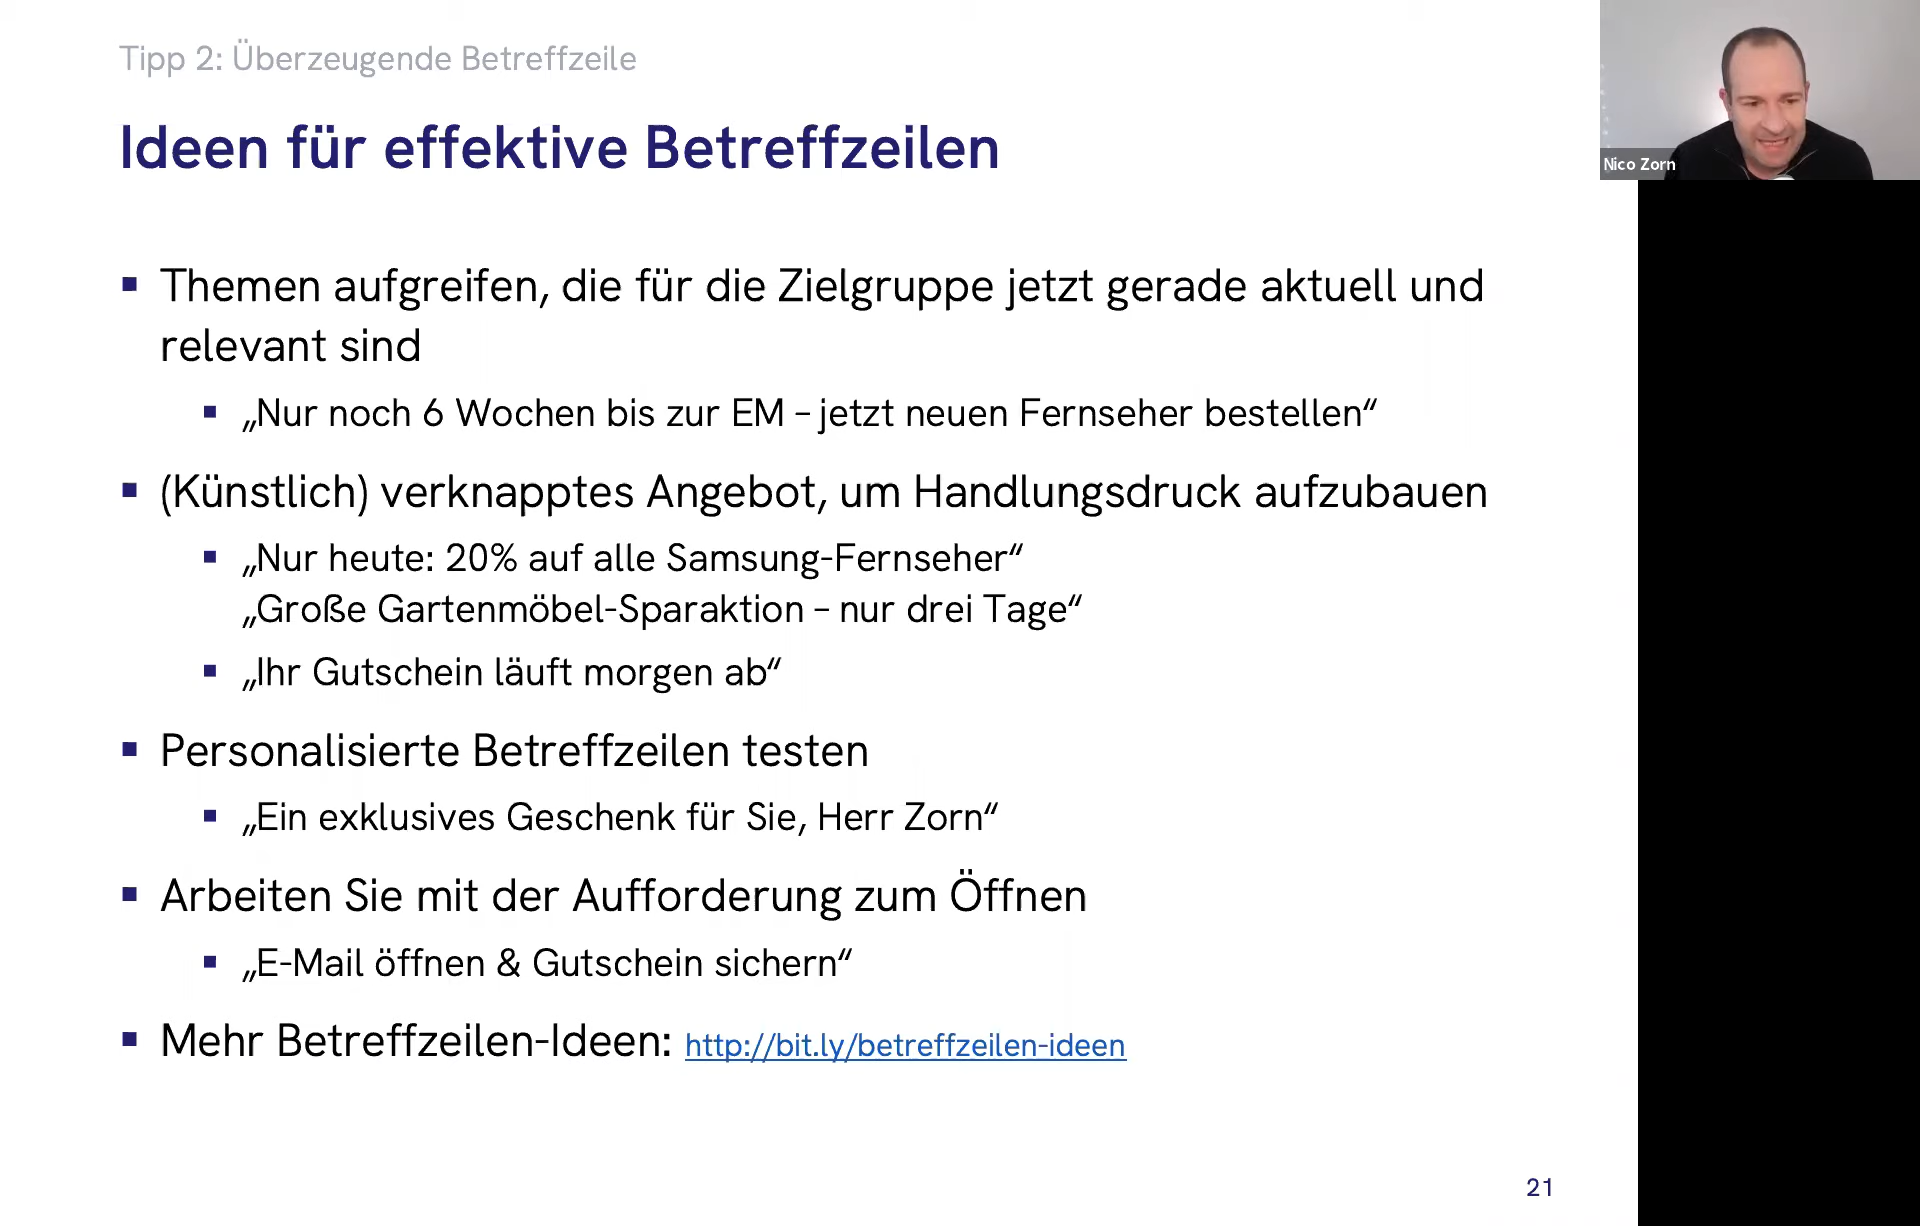 Tipp 2: Überzeugende Betreffzeile
Ideen für effektive Betreffzeilen
Nico Zorn
▪ Themen aufgreifen, die für die Zielgruppe jetzt gerade aktuell und
relevant sind
▪ „Nur noch 6 Wochen bis zur EM – jetzt neuen Fernseher bestellen“
▪ (Künstlich) verknapptes Angebot, um Handlungsdruck aufzubauen
▪ „Nur heute: 20% auf alle Samsung-Fernseher“
„Große Gartenmöbel-Sparaktion – nur drei Tage“
▪ „Ihr Gutschein läuft morgen ab“
▪ Personalisierte Betreffzeilen testen
▪ „Ein exklusives Geschenk für Sie, Herr Zorn“
▪ Arbeiten Sie mit der Aufforderung zum Öffnen
▪ „E-Mail öffnen & Gutschein sichern“
▪ Mehr Betreffzeilen-Ideen: http://bit.ly/betreffzeilen-ideen
21